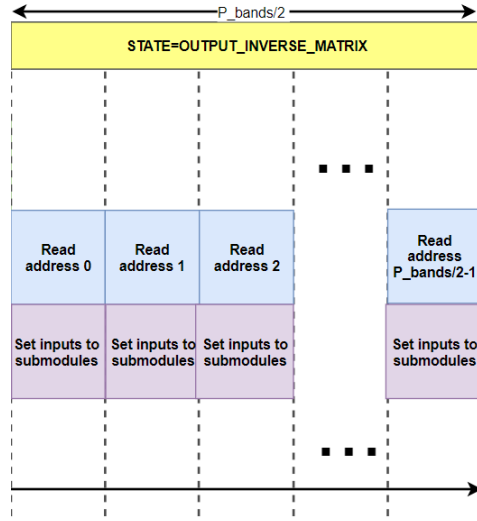 P_bands/2
STATE=OUTPUT_INVERSE_MATRIX
...
Read
address 0
Read
address 1
Read
address 2
Read
address
P_bands/2-1
Set inputs to
submodules
Set inputs to
submodules
Set inputs to
submodules
Set inputs to
submodules
...